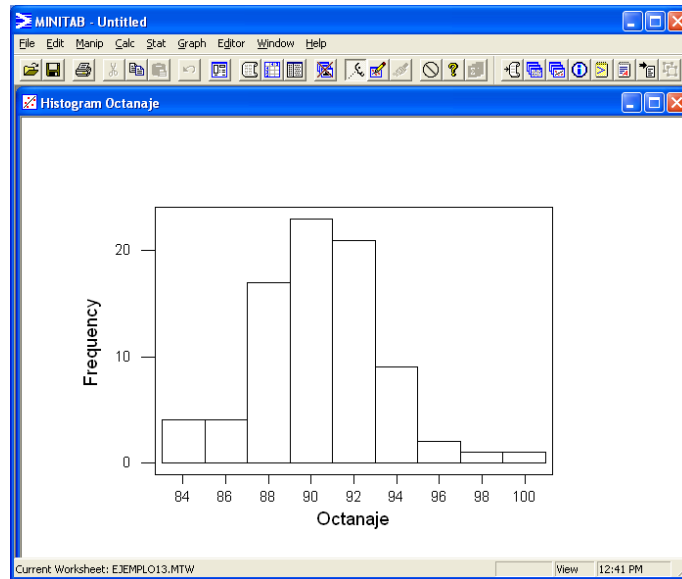 MINITAB - Untitled
File Edit Manip Calc Stat Graph Editor Window Help
Histogram Octanaje
20
10
0
Frequency
84 86 88 90 92 94 96 98 100
Octanaje
Current Worksheet: EJEMPLO13.MTW View 12:41 PM